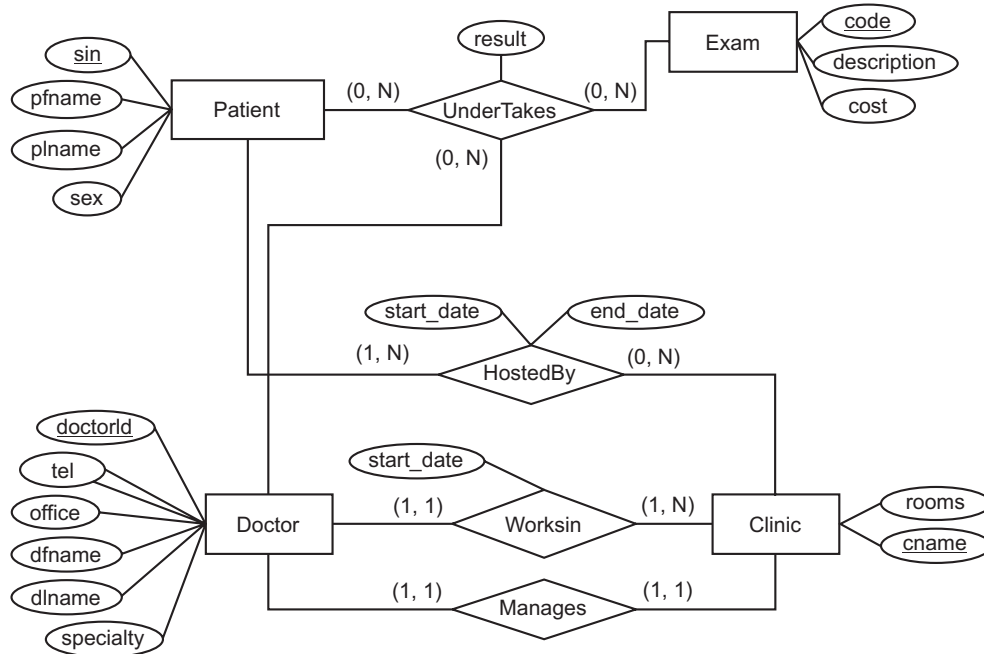 sin
pfname
plname
sex
Patient
(0, N)
result
UnderTakes
(0, N)
(0, N)
Exam
code
description
cost
start_date
end_date
(1, N)
HostedBy
(0, N)
doctorId
tel
office
dfname
dlname
specialty
Doctor
start_date
(1, 1)
Worksin
(1, N)
Clinic
rooms
cname
(1, 1)
Manages
(1, 1)